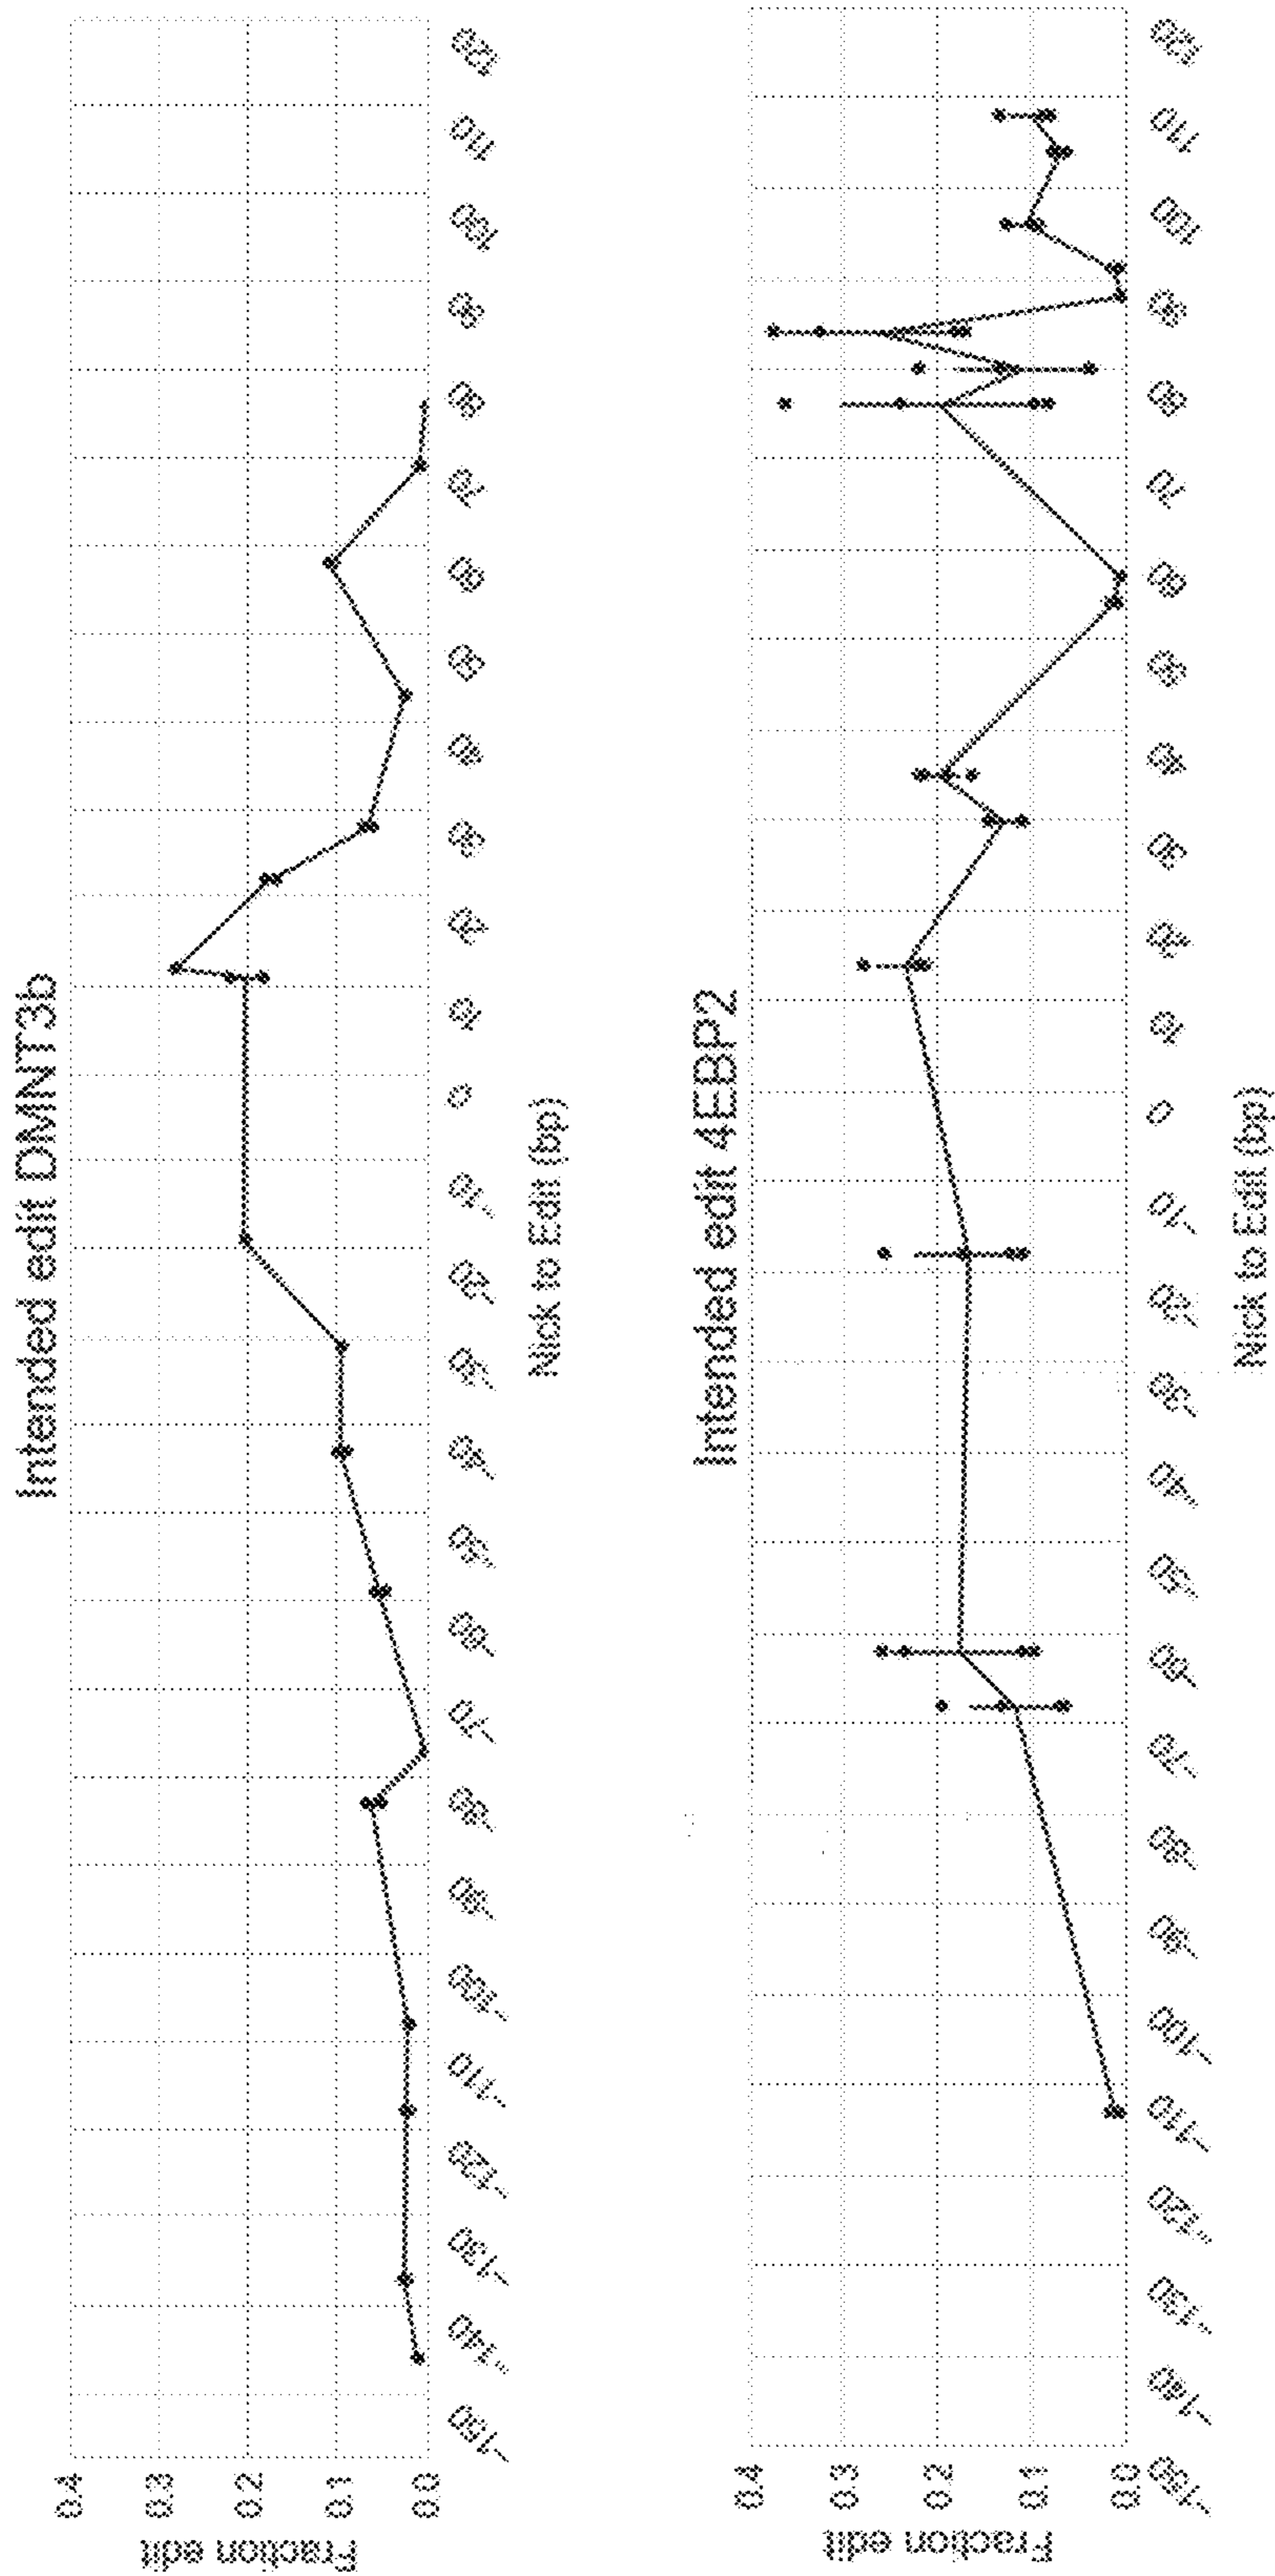 Intended edit DMNT3b
Fraction edit
0.4
0.3
0.2
0.1
0.0
-150 -140 -130 -120 -110 -100 -90 -80 -70 -60 -50 -40 -30 -20 -10 0 10 20 30 40 50 60 70 80 90 100 110 120
Nick to Edit (bp)
Intended edit 4EBP2
Fraction edit
0.4
0.3
0.2
0.1
0.0
-150 -140 -130 -120 -110 -100 -90 -80 -70 -60 -50 -40 -30 -20 -10 0 10 20 30 40 50 60 70 80 90 100 110 120
Nick to Edit (bp)